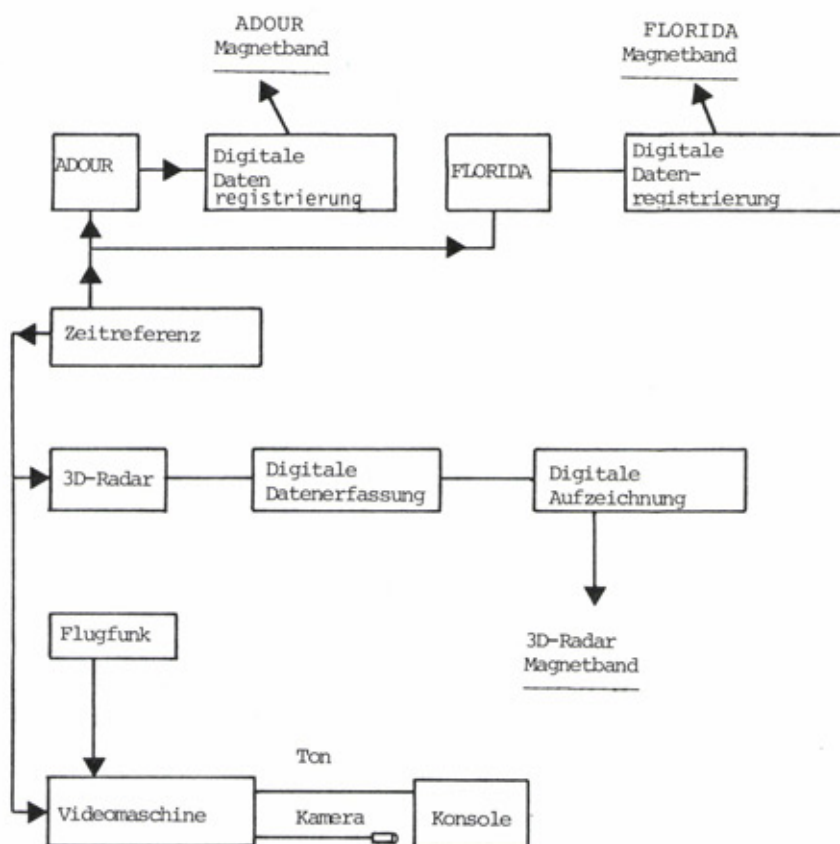 ADOUR
Magnetband
FLORIDA
Magnetband
ADOUR
Digitale
Daten
registrierung
FLORIDA
Digitale
Daten-
registrierung
Zeitreferenz
3D-Radar
Digitale
Datenerfassung
Digitale
Aufzeichnung
Flugfunk
3D-Radar
Magnetband
Ton
Videomaschine
Kamera
Konsole